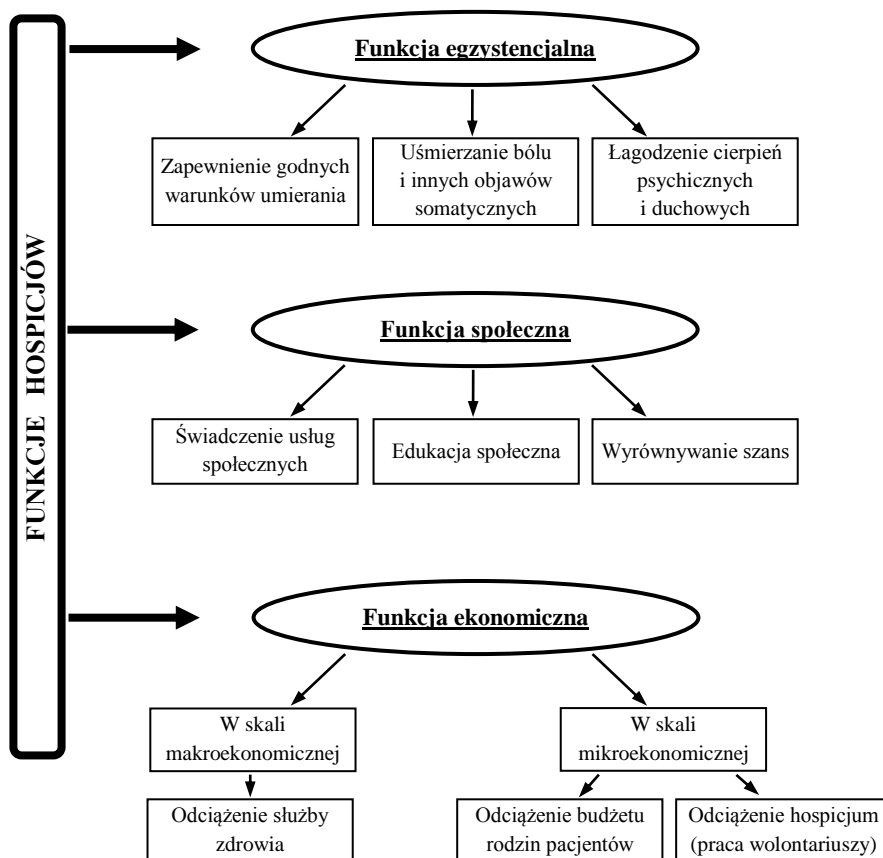 FUNKCJE HOSPICJÓW
Funkcja egzystencjalna
Zapewnienie godnych
warunków umierania
Uśmierzanie bólu
i innych objawów
somatycznych
Łagodzenie cierpień
psychicznych
i duchowych
Funkcja społeczna
Świadczenie usług
społecznych
Edukacja społeczna
Wyrównywanie szans
Funkcja ekonomiczna
W skali
makroekonomicznej
W skali
mikroekonomicznej
Odciążenie służby
zdrowia
Odciążenie budżetu
rodzin pacjentów
Odciążenie hospicjum
(praca wolontariuszy)